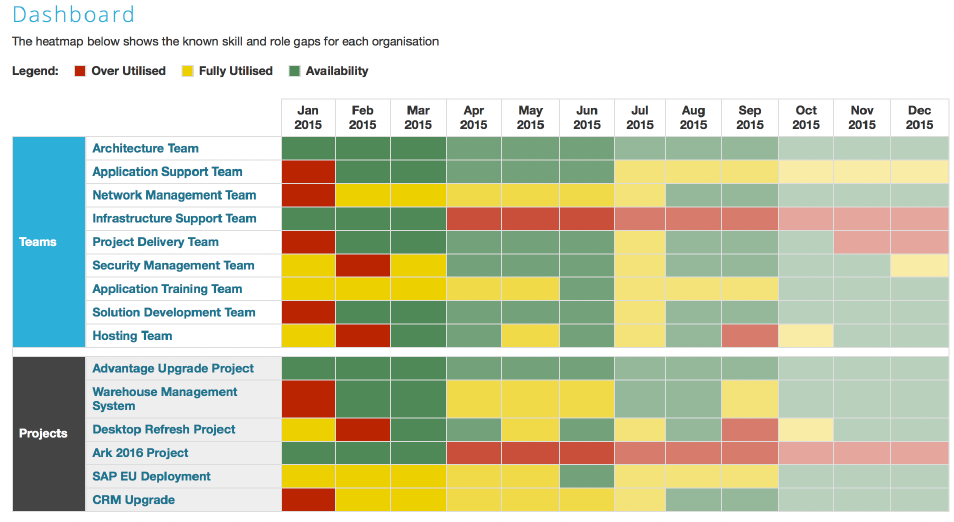 Dashboard
The heatmap below shows the known skill and role gaps for each organisation
Legend: Over Utilised Fully Utilised Availability
Jan Feb Mar Apr May Jun Jul Aug Sep Oct Nov Dec
2015 2015 2015 2015 2015 2015 2015 2015 2015 2015 2015 2015
Architecture Team
Application Support Team
Network Management Team
Infrastructure Support Team
Teams Project Delivery Team
Security Management Team
Application Training Team
Solution Development Team
Hosting Team
Advantage Upgrade Project
Warehouse Management
System
Projects Desktop Refresh Project
Ark 2016 Project
SAP EU Deployment
CRM Upgrade